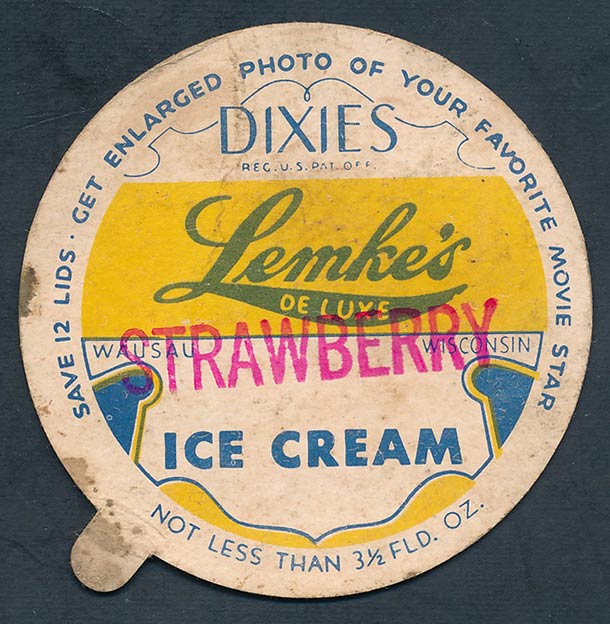 SAVE 12 LIDS · GET ENLARGED PHOTO OF YOUR FAVORITE MOVIE STAR
DIXIES
REG. U.S. PAT. OFF.
Lemke's
DE LUXE
STRAWBERRY
WAUSAU WISCONSIN
ICE CREAM
NOT LESS THAN 3½ FLD. OZ.